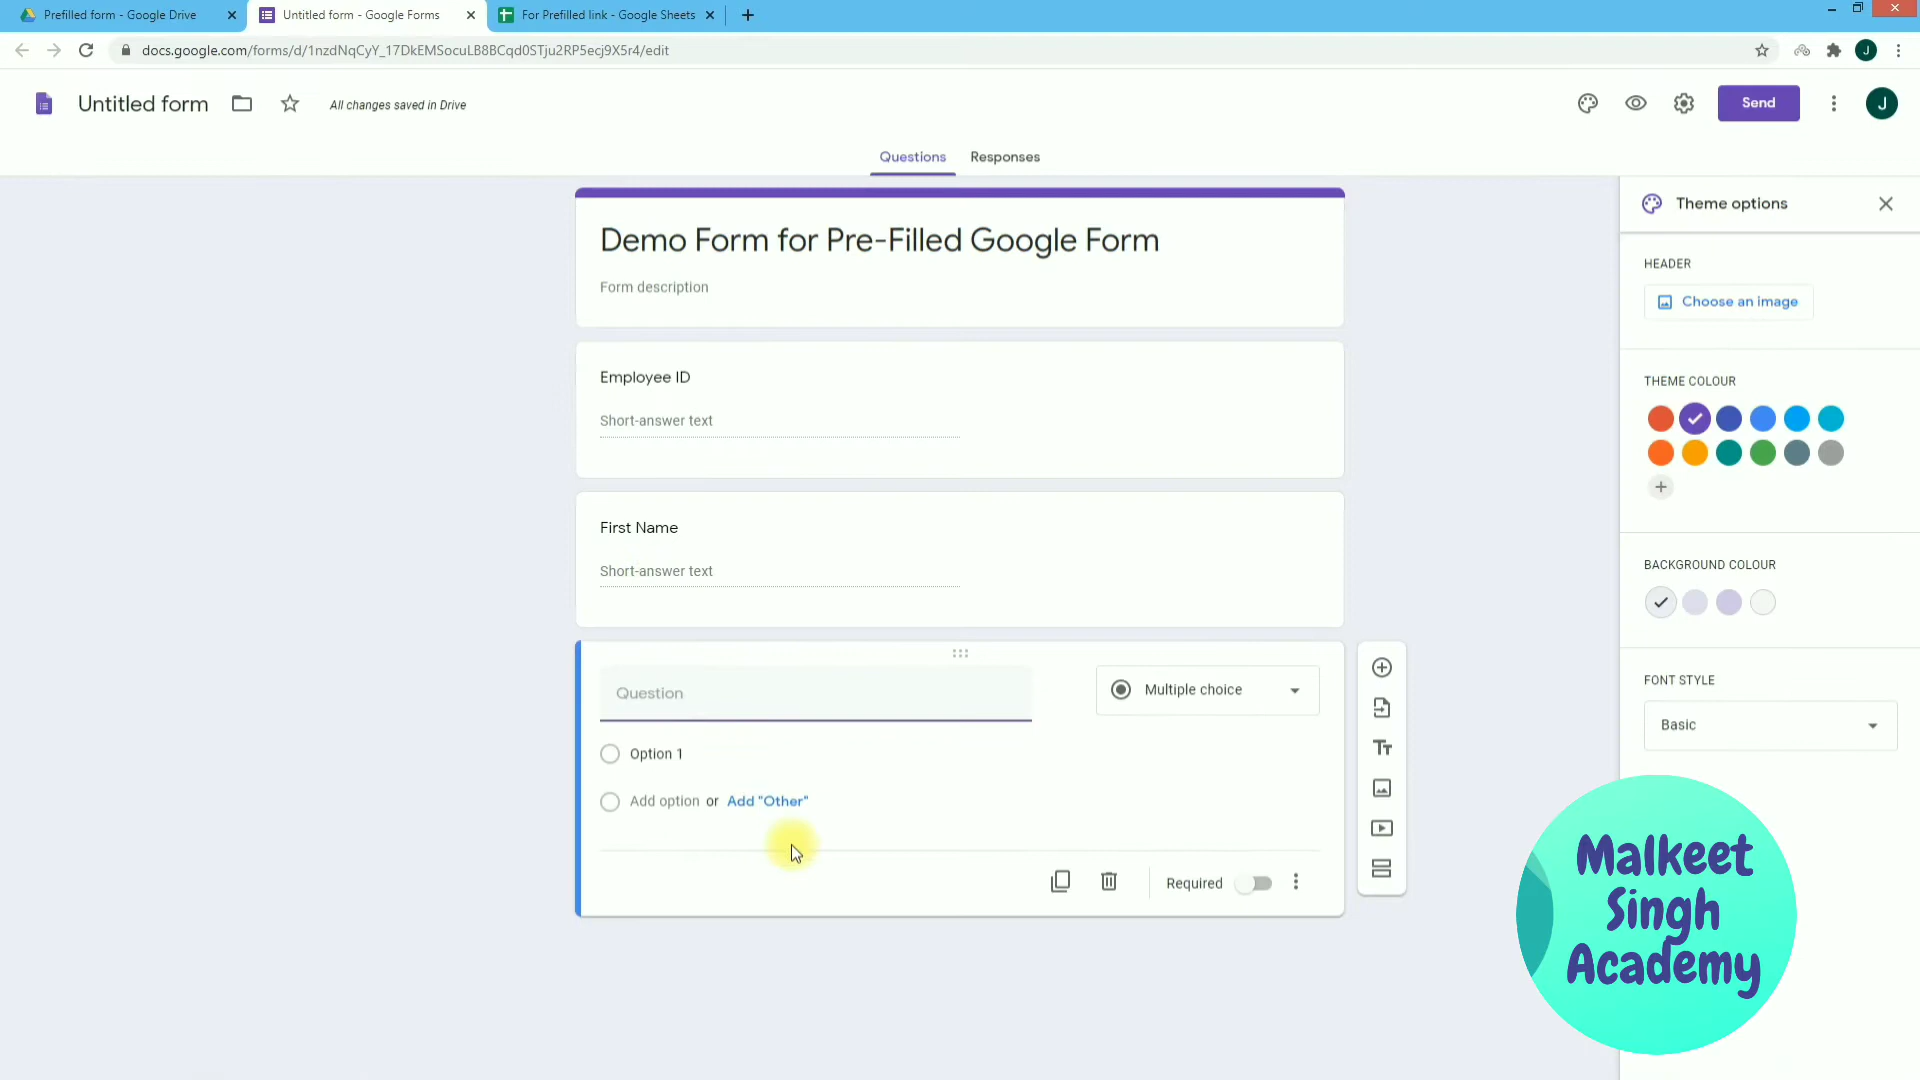 Prefilled form - Google Drive
Untitled form - Google Forms
For Prefilled link - Google Sheets
docs.google.com/forms/d/1nzdNqCyY_17DkEMSocuLB8BCqd0STju2RP5ecj9X5r4/edit
J
Untitled form
All changes saved in Drive
Send
J
Questions
Responses
Demo Form for Pre-Filled Google Form
Form description
Employee ID
Short-answer text
First Name
Short-answer text
Question
Multiple choice
Option 1
Add option or Add "Other"
Required
Theme options
HEADER
Choose an image
THEME COLOUR
BACKGROUND COLOUR
FONT STYLE
Basic
Malkeet
Singh
Academy